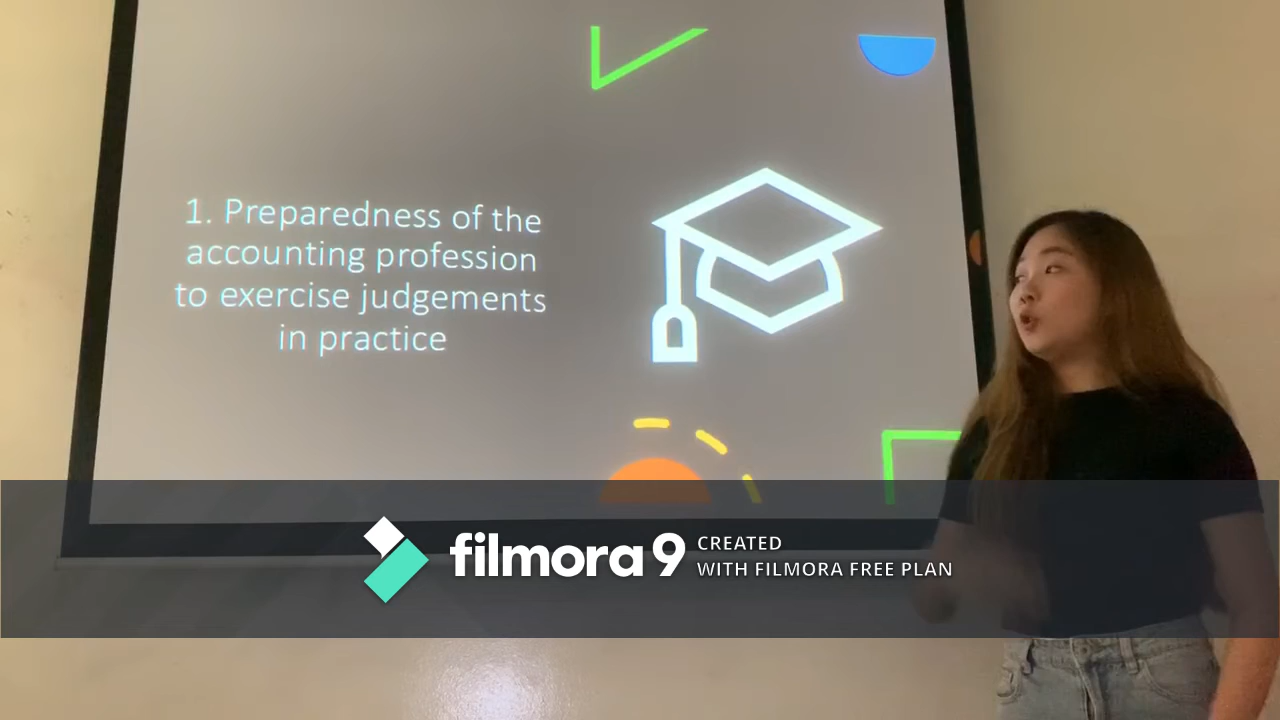 1. Preparedness of the
accounting profession
to exercise judgements
in practice
filmora 9
CREATED
WITH FILMORA FREE PLAN